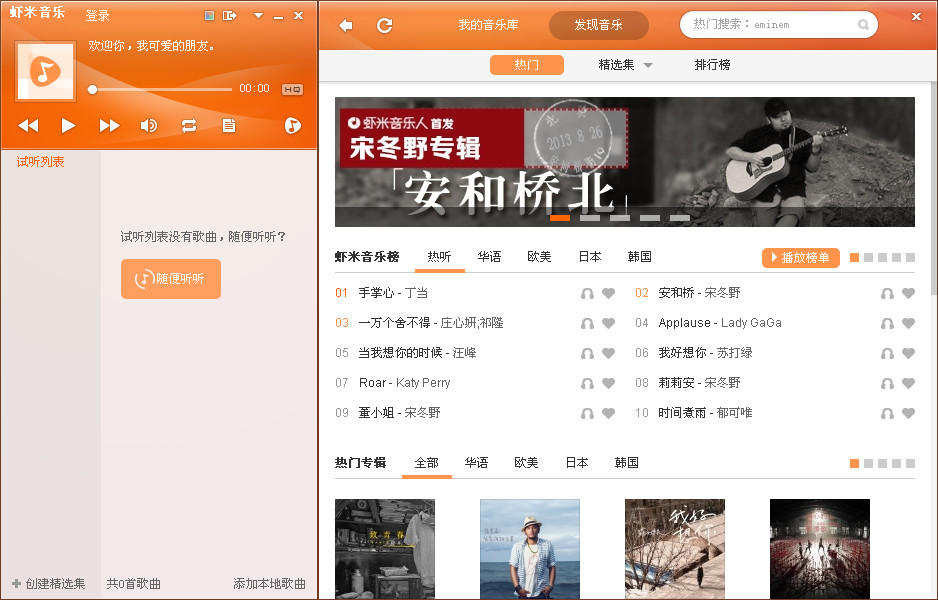 虾米音乐
登录
欢迎你，我可爱的朋友。
00:00
HQ
试听列表
试听列表没有歌曲，随便听听？
随便听听
创建精选集
共0首歌曲
添加本地歌曲
我的音乐库
发现音乐
热门搜索：eminem
热门
精选集
排行榜
虾米音乐人 首发
宋冬野专辑
2013 8 26
「安和桥北」
虾米音乐榜 热听 华语 欧美 日本 韩国
播放榜单
01 手掌心 - 丁当
02 安和桥 - 宋冬野
03 一万个舍不得 - 庄心妍;祁隆
04 Applause - Lady GaGa
05 当我想你的时候 - 汪峰
06 我好想你 - 苏打绿
07 Roar - Katy Perry
08 莉莉安 - 宋冬野
09 董小姐 - 宋冬野
10 时间煮雨 - 郁可唯
热门专辑 全部 华语 欧美 日本 韩国
致青春
我好想你